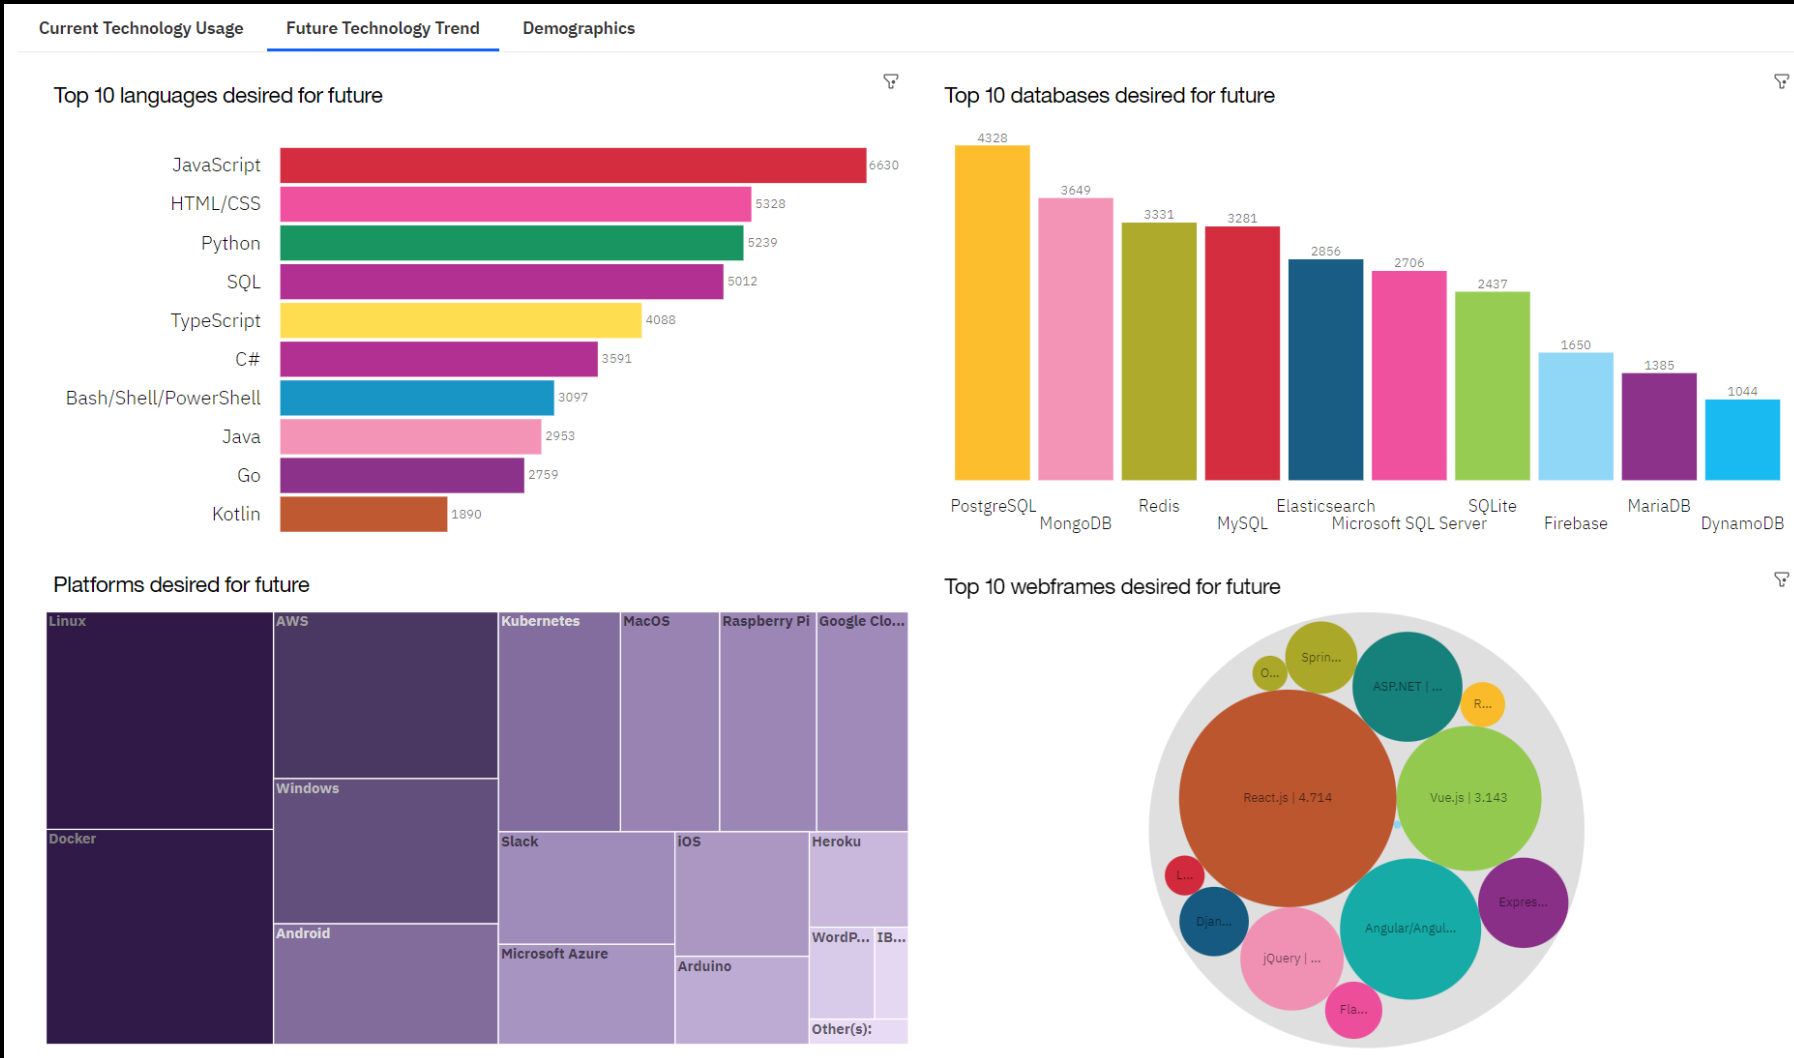 Current Technology Usage
Future Technology Trend
Demographics
Top 10 languages desired for future
JavaScript
6630
HTML/CSS
5328
Python
5239
SQL
5012
TypeScript
4088
C#
3591
Bash/Shell/PowerShell
3097
Java
2953
Go
2759
Kotlin
1890
Top 10 databases desired for future
4328
3649
3331
3281
2856
2706
2437
1650
1385
1044
PostgreSQL
MongoDB
Redis
MySQL
Elasticsearch
Microsoft SQL Server
SQLite
Firebase
MariaDB
DynamoDB
Platforms desired for future
Linux
AWS
Kubernetes
MacOS
Raspberry Pi
Google Clo...
Windows
Docker
Slack
iOS
Heroku
Android
WordP...
IB...
Microsoft Azure
Arduino
Other(s):
Top 10 webframes desired for future
Sprin...
O...
ASP.NET | ...
R...
React.js | 4.714
Vue.js | 3.143
L...
Expres...
Djan...
Angular/Angul...
jQuery | ...
Fla...